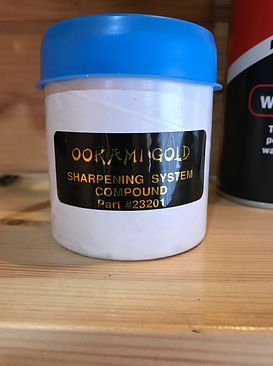 OOKAMI GOLD
SHARPENING SYSTEM
COMPOUND
Part #23201